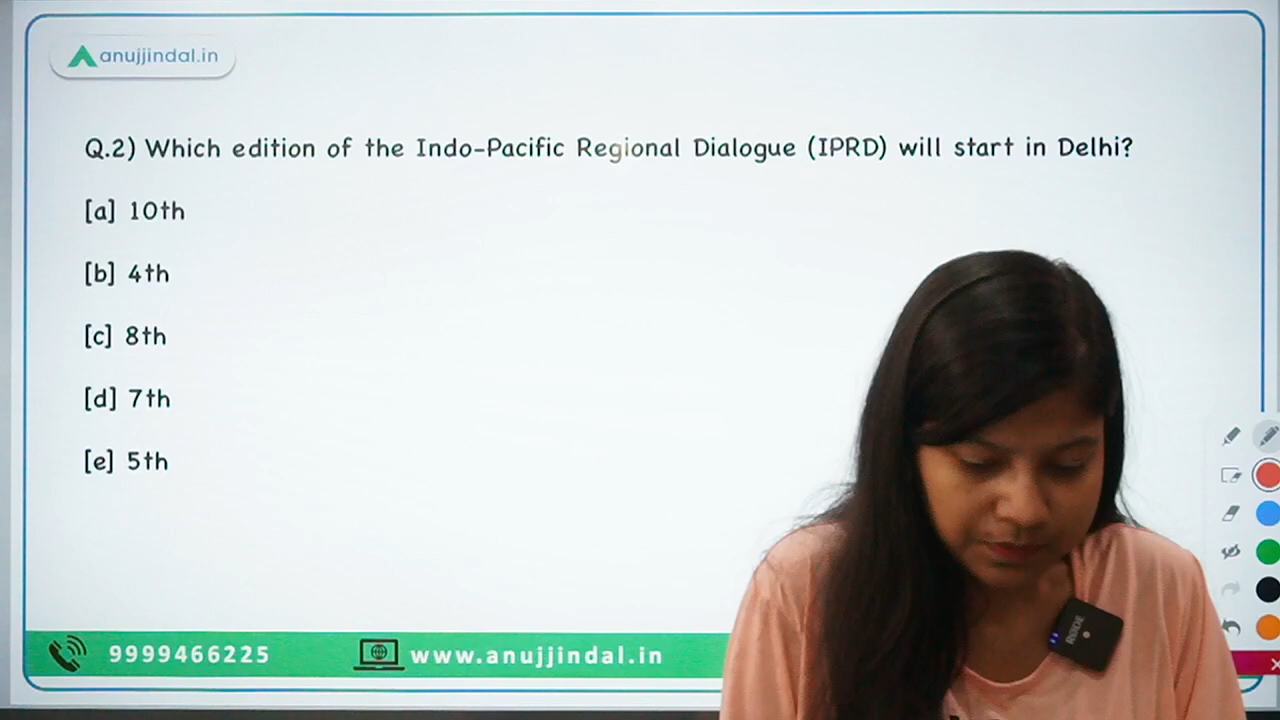 anujjindal.in
Q.2) Which edition of the Indo-Pacific Regional Dialogue (IPRD) will start in Delhi?
[a] 10th
[b] 4th
[c] 8th
[d] 7th
[e] 5th
9999466225
www.anujjindal.in
RØDE